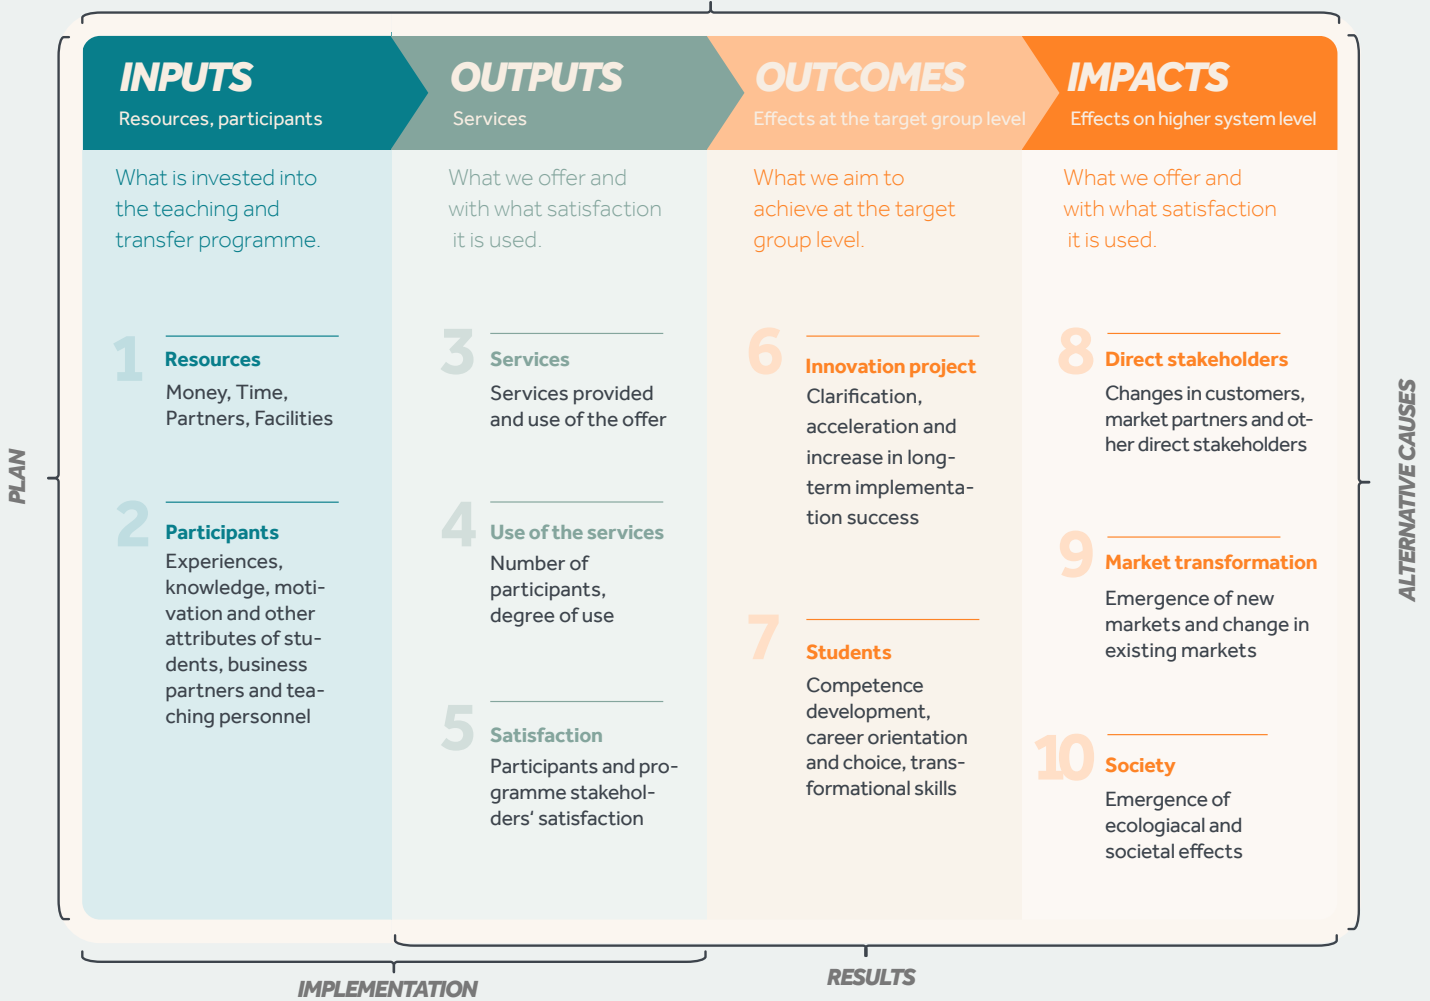 INPUTS
Resources, participants
What is invested into
the teaching and
transfer programme.
1
Resources
Money, Time,
Partners, Facilities
2
Participants
Experiences,
knowledge, moti-
vation and other
attributes of stu-
dents, business
partners and tea-
ching personnel
OUTPUTS
Services
What we offer and
with what satisfaction
it is used.
3
Services
Services provided
and use of the offer
4
Use of the services
Number of
participants,
degree of use
5
Satisfaction
Participants and pro-
gramme stakehol-
ders' satisfaction
OUTCOMES
Effects at the target group level
What we aim to
achieve at the target
group level.
6
Innovation project
Clarification,
acceleration and
increase in long-
term implementa-
tion success
7
Students
Competence
development,
career orientation
and choice, trans-
formational skills
IMPACTS
Effects on higher system level
What we offer and
with what satisfaction
it is used.
8
Direct stakeholders
Changes in customers,
market partners and ot-
her direct stakeholders
9
Market transformation
Emergence of new
markets and change in
existing markets
10
Society
Emergence of
ecologiacal and
societal effects
PLAN
ALTERNATIVE CAUSES
IMPLEMENTATION
RESULTS